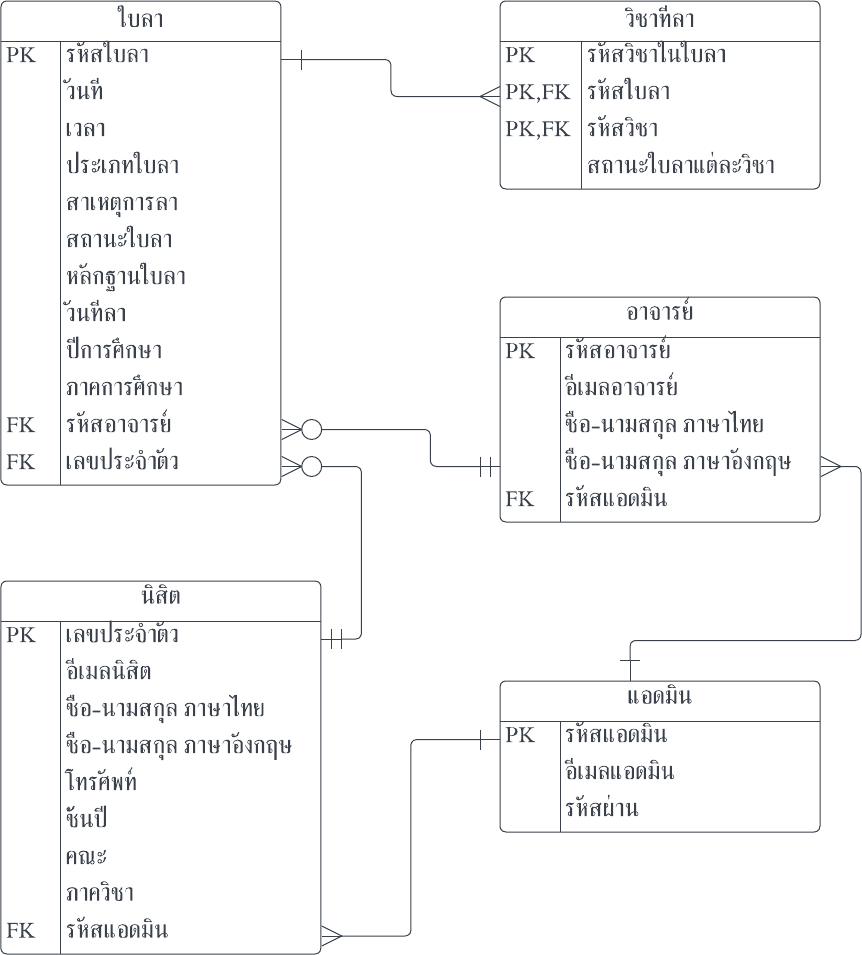 ใบลา
PK รหัสใบลา
วันที่
เวลา
ประเภทใบลา
สาเหตุการลา
สถานะใบลา
หลักฐานใบลา
วันที่ลา
ปีการศึกษา
ภาคการศึกษา
FK รหัสอาจารย์
FK เลขประจำตัว
วิชาที่ลา
PK รหัสวิชาในใบลา
PK,FK รหัสใบลา
PK,FK รหัสวิชา
สถานะใบลาแต่ละวิชา
อาจารย์
PK รหัสอาจารย์
อีเมลอาจารย์
ชื่อ-นามสกุล ภาษาไทย
ชื่อ-นามสกุล ภาษาอังกฤษ
FK รหัสแอดมิน
นิสิต
PK เลขประจำตัว
อีเมลนิสิต
ชื่อ-นามสกุล ภาษาไทย
ชื่อ-นามสกุล ภาษาอังกฤษ
โทรศัพท์
ชั้นปี
คณะ
ภาควิชา
FK รหัสแอดมิน
แอดมิน
PK รหัสแอดมิน
อีเมลแอดมิน
รหัสผ่าน